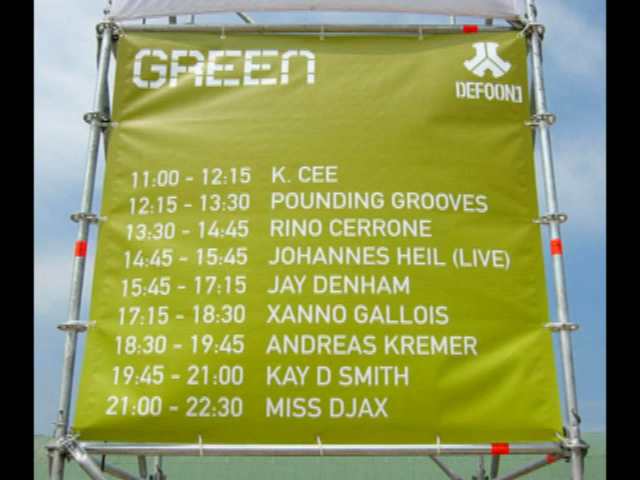 GREEN
DEFQON1
11:00 - 12:15 K. CEE
12:15 - 13:30 POUNDING GROOVES
13:30 - 14:45 RINO CERRONE
14:45 - 15:45 JOHANNES HEIL (LIVE)
15:45 - 17:15 JAY DENHAM
17:15 - 18:30 XANNO GALLOIS
18:30 - 19:45 ANDREAS KREMER
19:45 - 21:00 KAY D SMITH
21:00 - 22:30 MISS DJAX